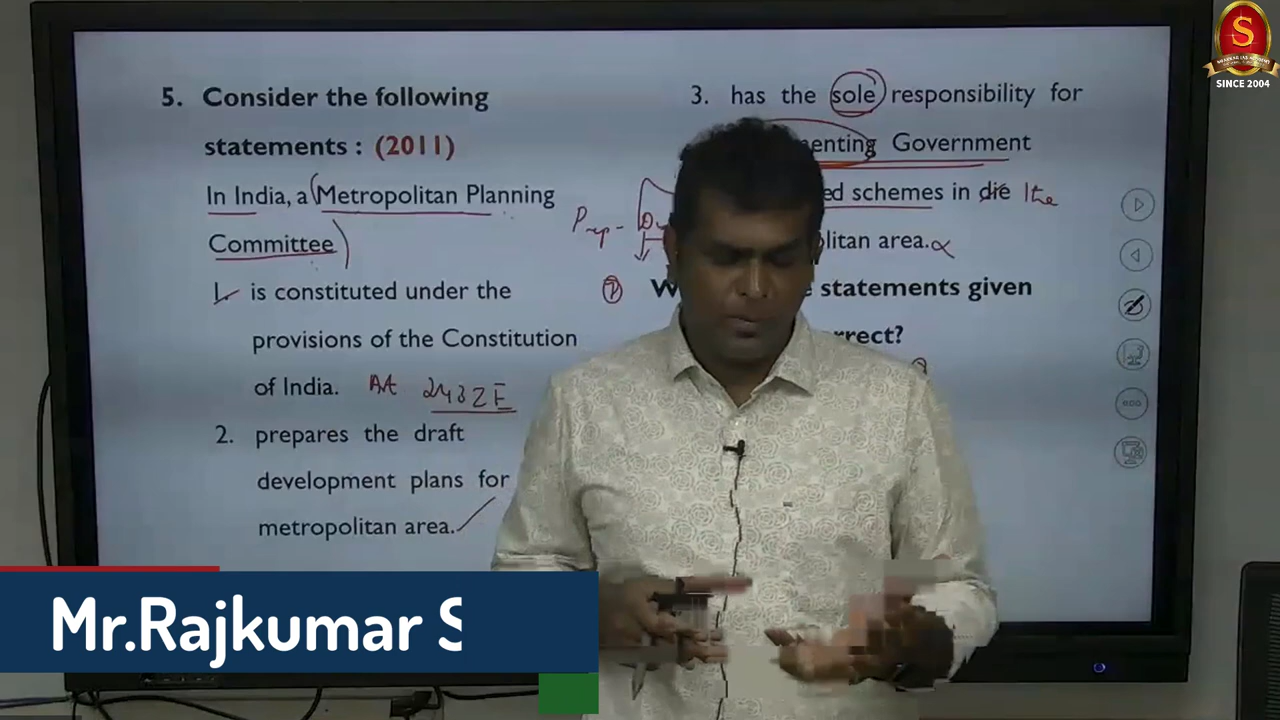 5. Consider the following
statements : (2011)
In India, a (Metropolitan Planning
Committee)
1. is constituted under the
provisions of the Constitution
of India. Art 243ZE
2. prepares the draft
development plans for
metropolitan area.
3. has the sole responsibility for
Government
schemes in die the
area.
statements given
Mr.Rajkumar S
S
SINCE 2004